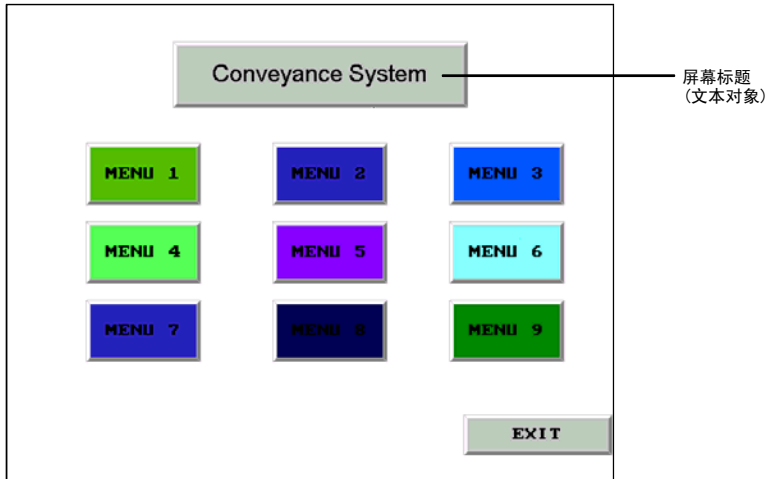 Conveyance System
屏幕标题
(文本对象)
MENU 1
MENU 2
MENU 3
MENU 4
MENU 5
MENU 6
MENU 7
MENU 8
MENU 9
EXIT